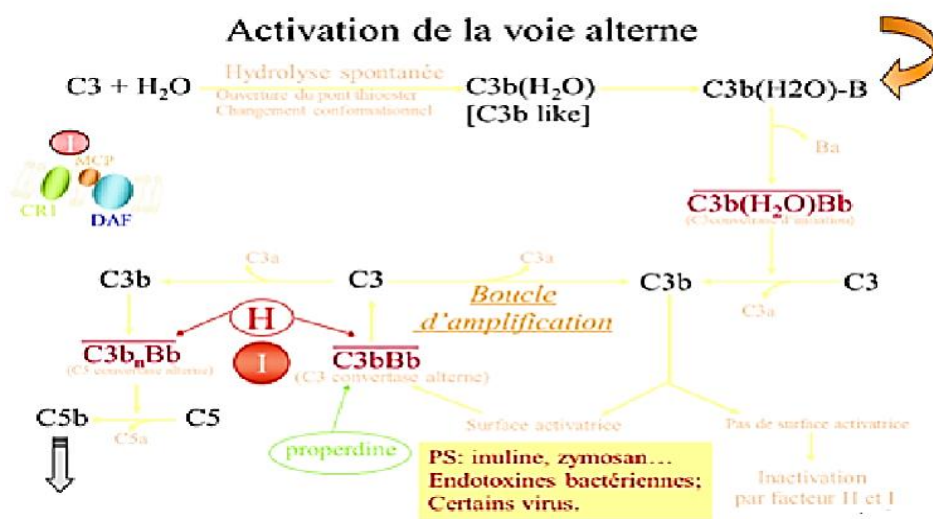 Activation de la voie alterne
C3 + H₂O
Hydrolyse spontanée
Ouverture du pont thioester
Changement conformationnel
C3b(H₂O)
[C3b like]
C3b(H2O)-B
I
MCP
CR1
DAF
Ba
C3b(H₂O)Bb
(C3 convertase d'initiation)
C3b
C3a
C3
C3a
C3b
C3a
C3
Boucle
d'amplification
H
I
C3bₙBb
(C5 convertase alterne)
C3bBb
(C3 convertase alterne)
C5b
C5a
C5
properdine
Surface activatrice
Pas de surface activatrice
PS: inuline, zymosan…
Endotoxines bactériennes;
Certains virus.
Inactivation
par facteur H et I